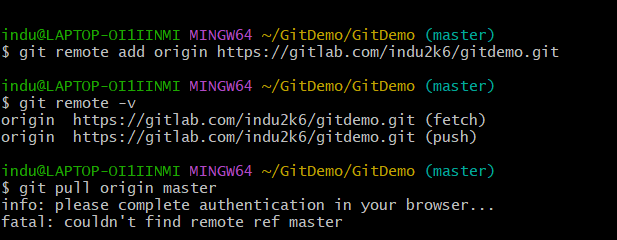 indu@LAPTOP-OI1IINMI MINGW64 ~/GitDemo/GitDemo (master)
$ git remote add origin https://gitlab.com/indu2k6/gitdemo.git
indu@LAPTOP-OI1IINMI MINGW64 ~/GitDemo/GitDemo (master)
$ git remote -v
origin  https://gitlab.com/indu2k6/gitdemo.git (fetch)
origin  https://gitlab.com/indu2k6/gitdemo.git (push)
indu@LAPTOP-OI1IINMI MINGW64 ~/GitDemo/GitDemo (master)
$ git pull origin master
info: please complete authentication in your browser...
fatal: couldn't find remote ref master